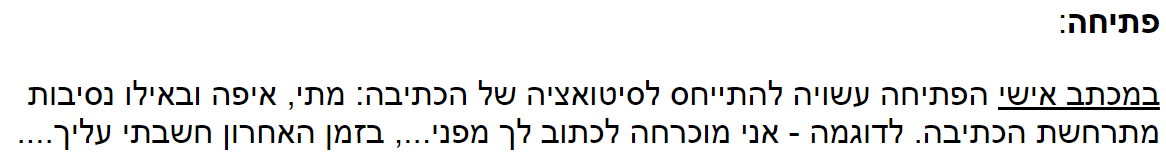 פתיחה:
במכתב אישי הפתיחה עשויה להתייחס לסיטואציה של הכתיבה: מתי, איפה ובאילו נסיבות
מתרחשת הכתיבה. לדוגמה - אני מוכרחה לכתוב לך מפני..., בזמן האחרון חשבתי עליך....